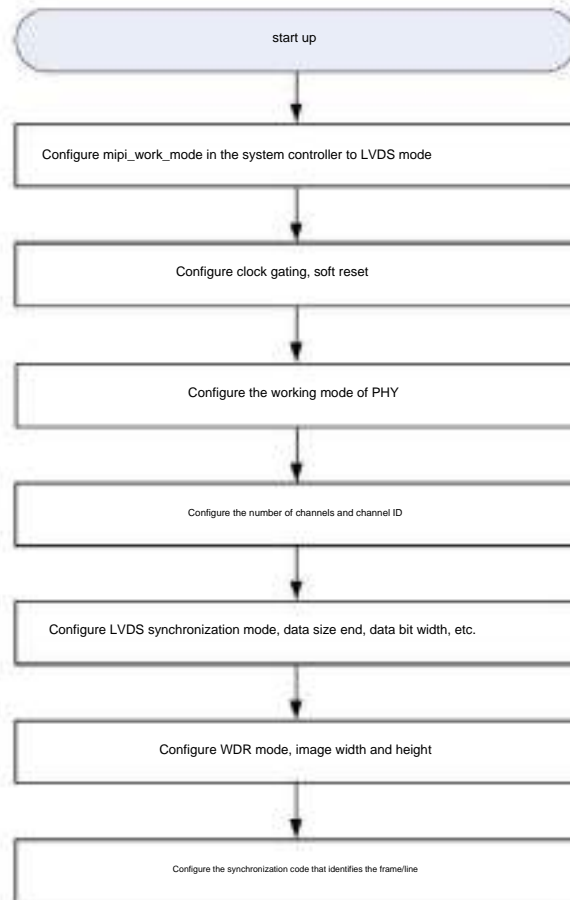 start up
Configure mipi_work_mode in the system controller to LVDS mode
Configure clock gating, soft reset
Configure the working mode of PHY
Configure the number of channels and channel ID
Configure LVDS synchronization mode, data size end, data bit width, etc.
Configure WDR mode, image width and height
Configure the synchronization code that identifies the frame/line